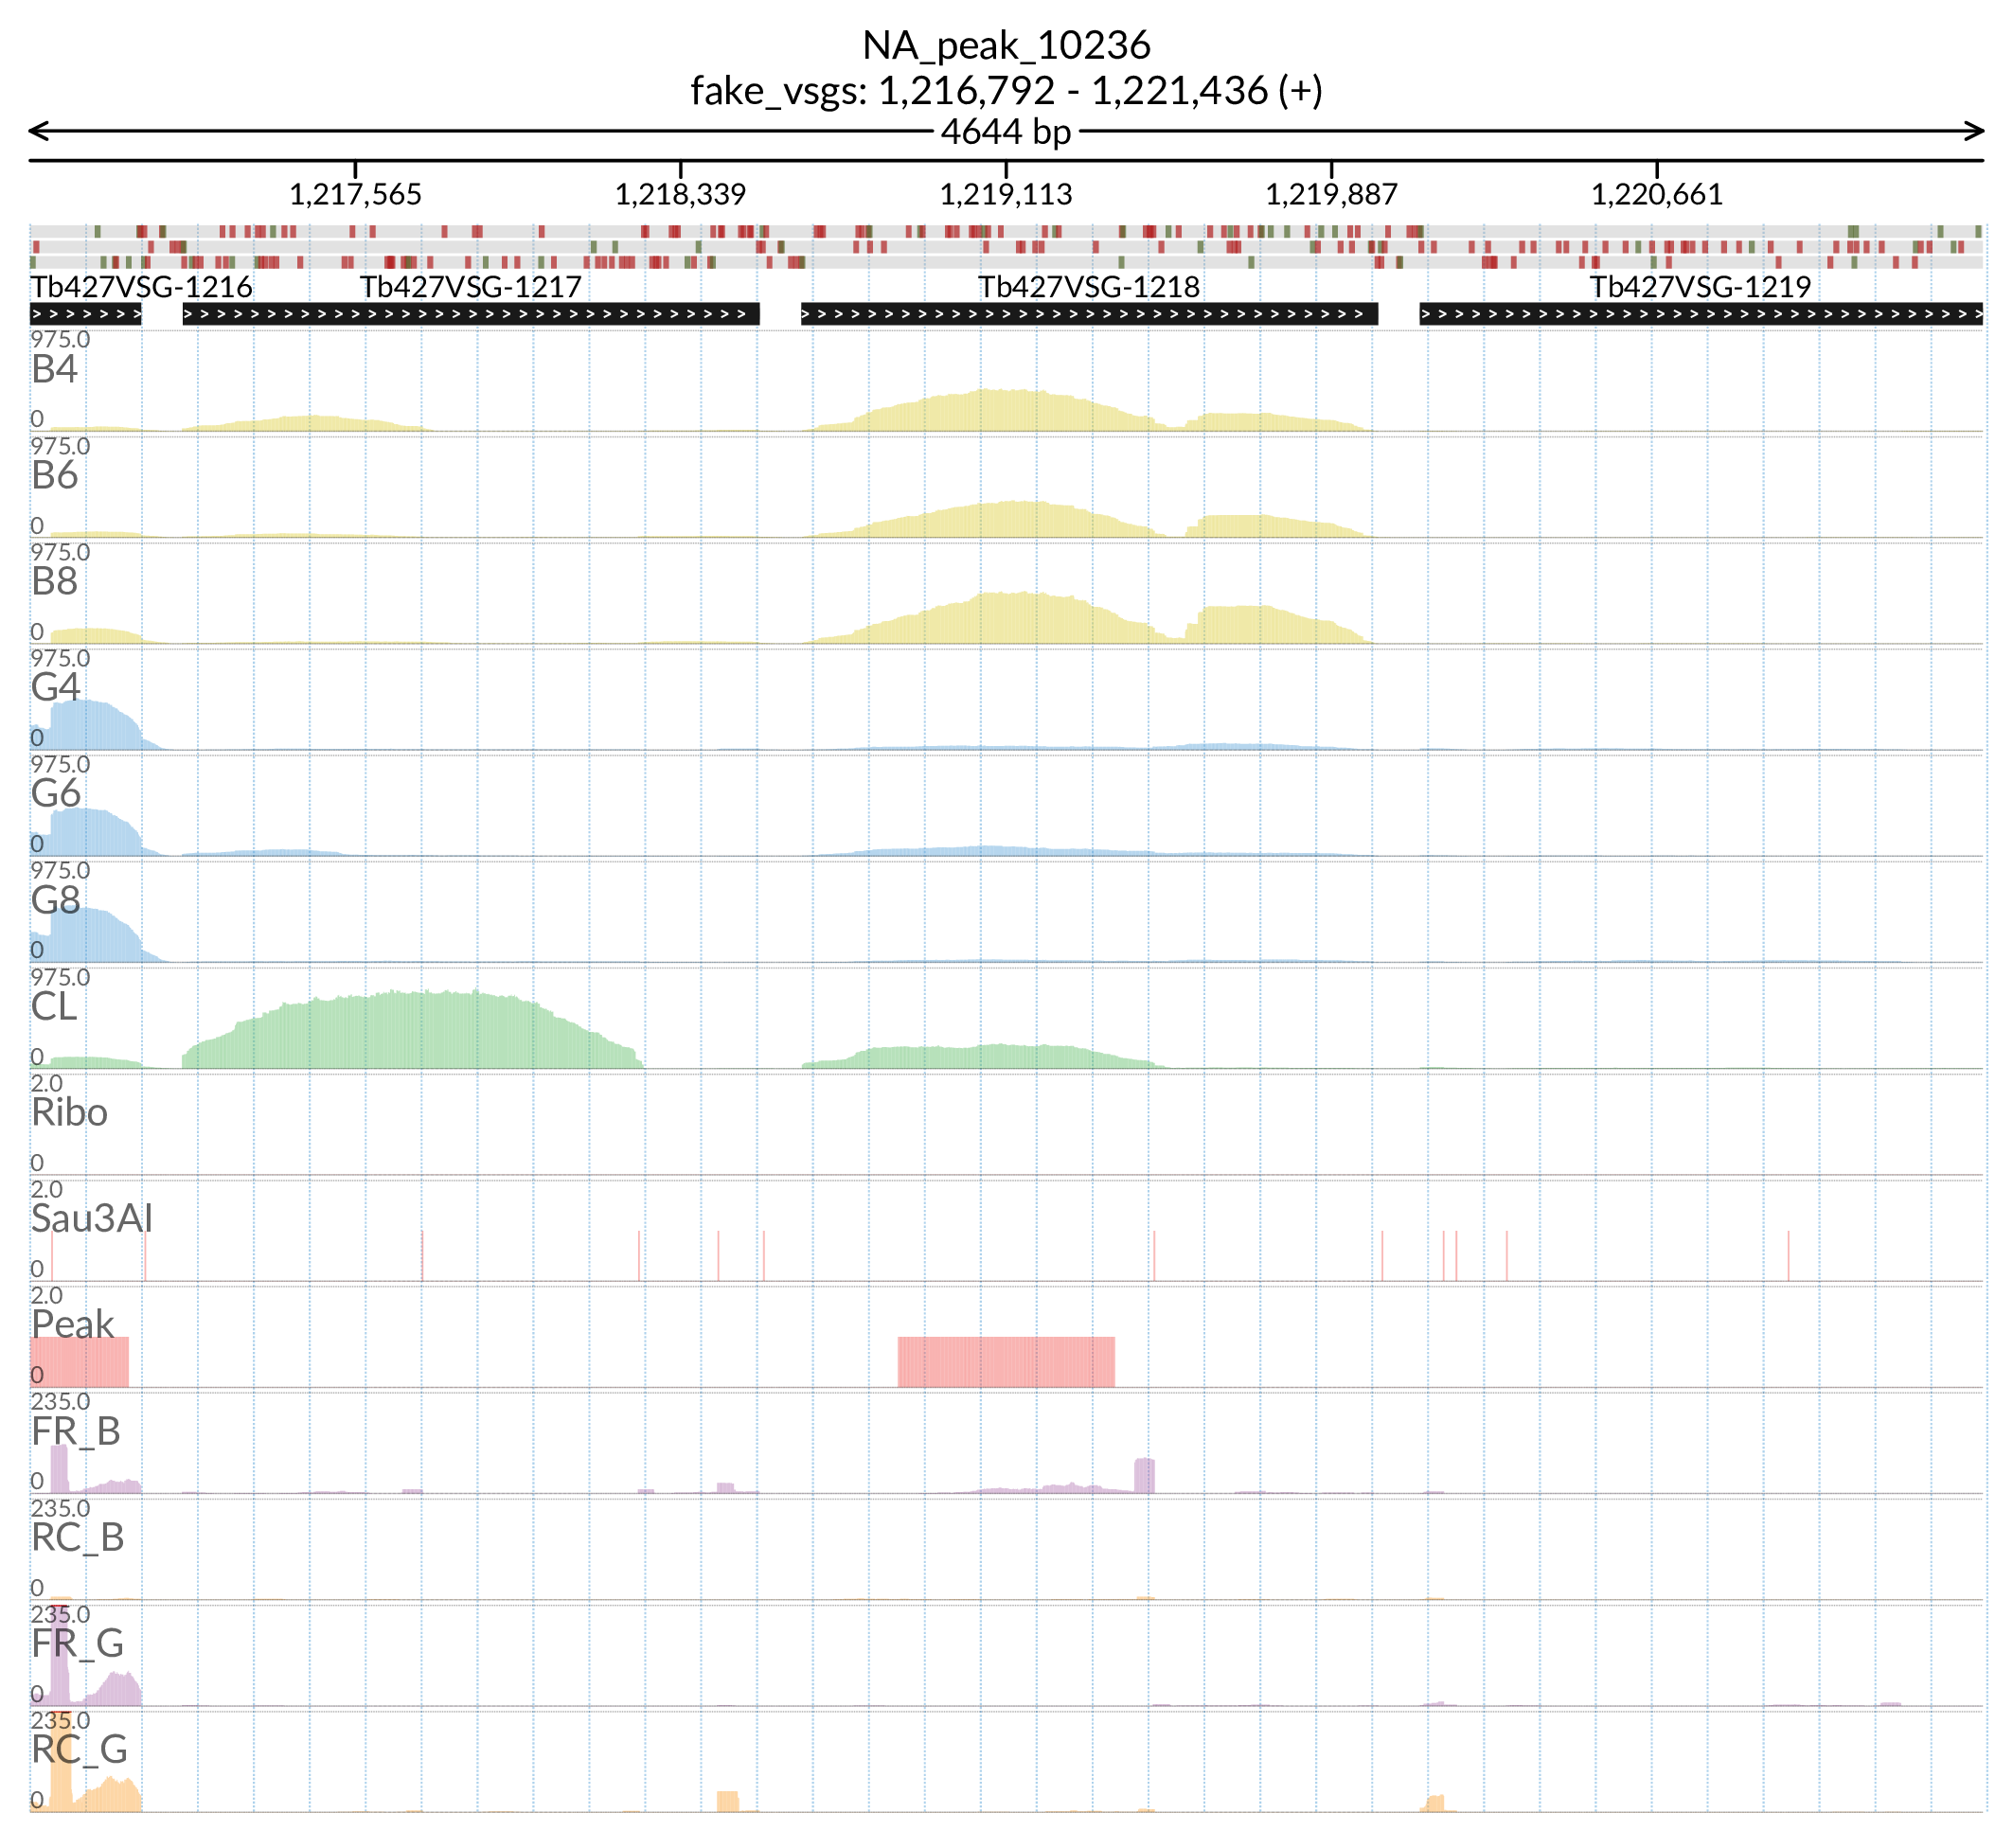 NA_peak_10236
fake_vsgs: 1,216,792 - 1,221,436 (+)
4644 bp
1,217,565 1,218,339 1,219,113 1,219,887 1,220,661
Tb427VSG-1216 Tb427VSG-1217 Tb427VSG-1218 Tb427VSG-1219
975.0
B4
0
975.0
B6
0
975.0
B8
0
975.0
G4
0
975.0
G6
0
975.0
G8
0
975.0
CL
0
2.0
Ribo
0
2.0
Sau3AI
0
2.0
Peak
0
235.0
FR_B
0
235.0
RC_B
0
235.0
FR_G
0
235.0
RC_G
0